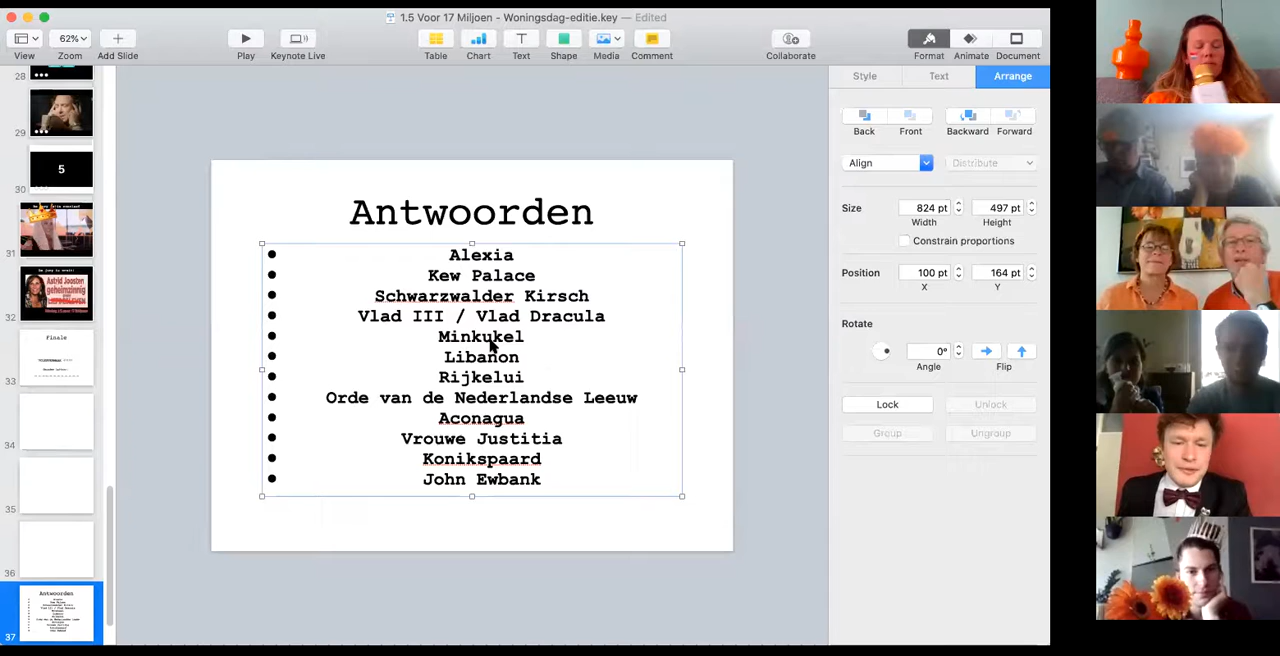 1.5 Voor 17 Miljoen - Woningsdag-editie.key — Edited
62%
View Zoom Add Slide Play Keynote Live Table Chart Text Shape Media Comment Collaborate Format Animate Document
Style Text Arrange
Back Front Backward Forward
Align Distribute
Size 824 pt 497 pt
Width Height
Constrain proportions
Position 100 pt 164 pt
X Y
Rotate
0°
Angle Flip
Lock Unlock
Group Ungroup
28
29
5
30
31
Astrid Joosten
geheimzinnig
32
Finale
33
34
35
36
Antwoorden
37
Antwoorden
Alexia
Kew Palace
Schwarzwalder Kirsch
Vlad III / Vlad Dracula
Minkukel
Libanon
Rijkelui
Orde van de Nederlandse Leeuw
Aconagua
Vrouwe Justitia
Konikspaard
John Ewbank